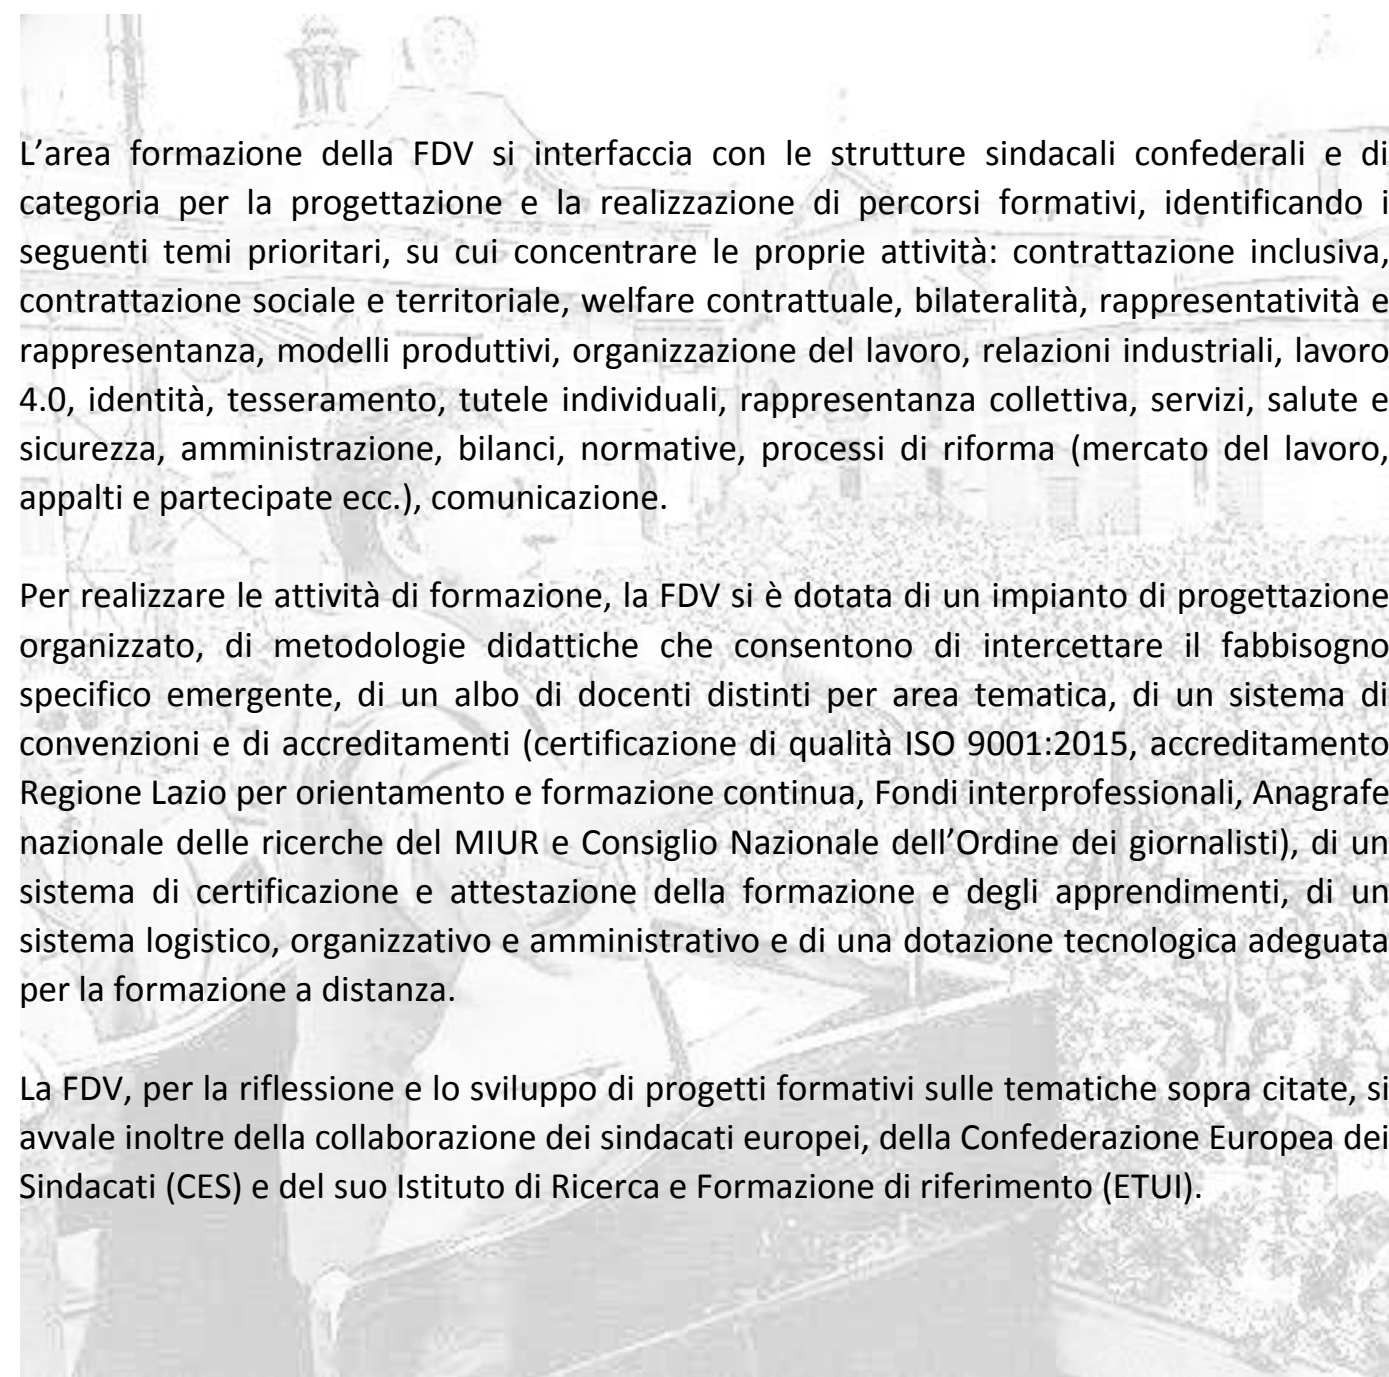 L’area formazione della FDV si interfaccia con le strutture sindacali confederali e di
categoria per la progettazione e la realizzazione di percorsi formativi, identificando i
seguenti temi prioritari, su cui concentrare le proprie attività: contrattazione inclusiva,
contrattazione sociale e territoriale, welfare contrattuale, bilateralità, rappresentatività e
rappresentanza, modelli produttivi, organizzazione del lavoro, relazioni industriali, lavoro
4.0, identità, tesseramento, tutele individuali, rappresentanza collettiva, servizi, salute e
sicurezza, amministrazione, bilanci, normative, processi di riforma (mercato del lavoro,
appalti e partecipate ecc.), comunicazione.
Per realizzare le attività di formazione, la FDV si è dotata di un impianto di progettazione
organizzato, di metodologie didattiche che consentono di intercettare il fabbisogno
specifico emergente, di un albo di docenti distinti per area tematica, di un sistema di
convenzioni e di accreditamenti (certificazione di qualità ISO 9001:2015, accreditamento
Regione Lazio per orientamento e formazione continua, Fondi interprofessionali, Anagrafe
nazionale delle ricerche del MIUR e Consiglio Nazionale dell’Ordine dei giornalisti), di un
sistema di certificazione e attestazione della formazione e degli apprendimenti, di un
sistema logistico, organizzativo e amministrativo e di una dotazione tecnologica adeguata
per la formazione a distanza.
La FDV, per la riflessione e lo sviluppo di progetti formativi sulle tematiche sopra citate, si
avvale inoltre della collaborazione dei sindacati europei, della Confederazione Europea dei
Sindacati (CES) e del suo Istituto di Ricerca e Formazione di riferimento (ETUI).